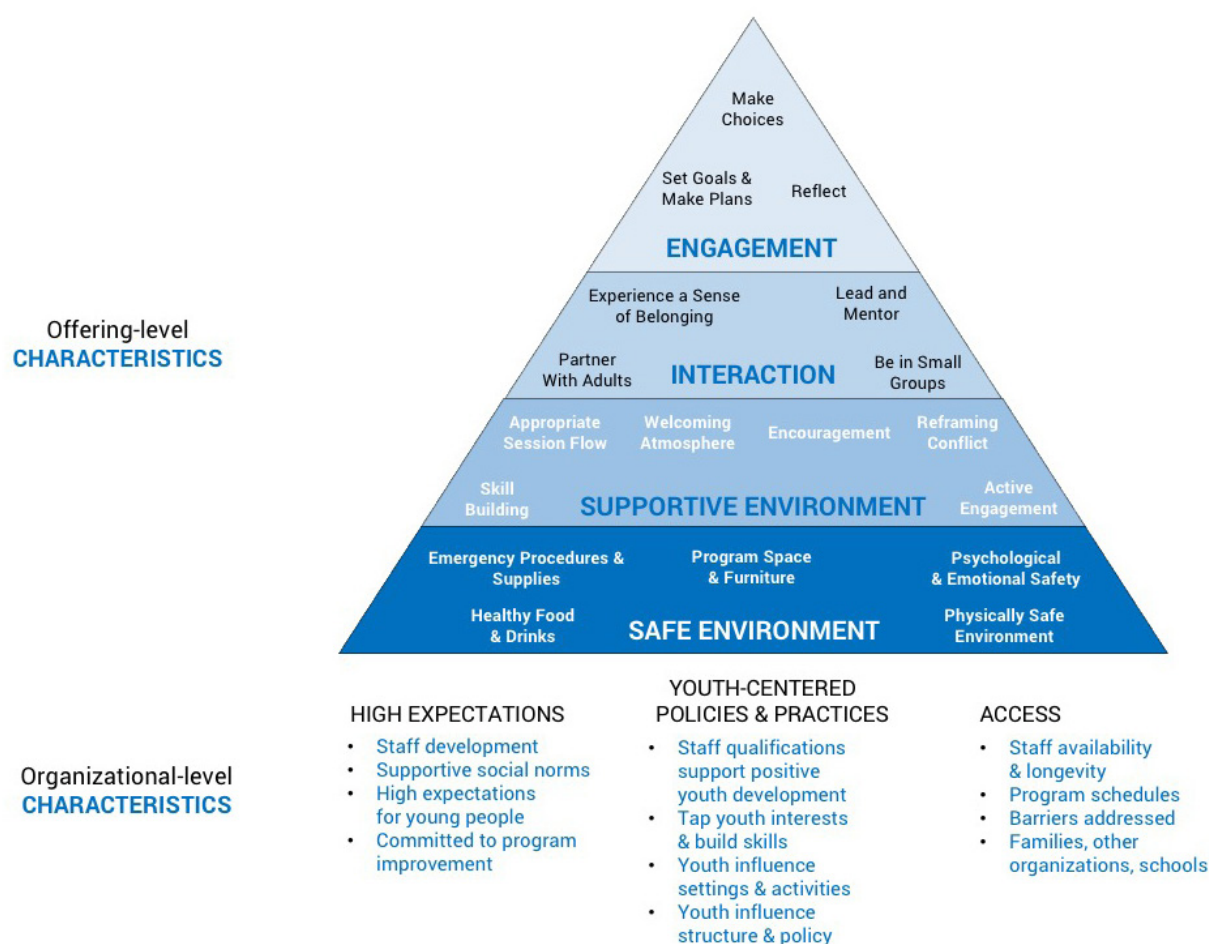 Make
Choices
Set Goals &
Make Plans
Reflect
ENGAGEMENT
Experience a Sense
of Belonging
Lead and
Mentor
Partner
With Adults
INTERACTION
Be in Small
Groups
Offering-level
CHARACTERISTICS
Appropriate
Session Flow
Welcoming
Atmosphere
Encouragement
Reframing
Conflict
Skill
Building
SUPPORTIVE ENVIRONMENT
Active
Engagement
Emergency Procedures &
Supplies
Program Space
& Furniture
Psychological
& Emotional Safety
Healthy Food
& Drinks
SAFE ENVIRONMENT
Physically Safe
Environment
Organizational-level
CHARACTERISTICS
HIGH EXPECTATIONS
• Staff development
• Supportive social norms
• High expectations
for young people
• Committed to program
improvement
YOUTH-CENTERED
POLICIES & PRACTICES
• Staff qualifications
support positive
youth development
• Tap youth interests
& build skills
• Youth influence
settings & activities
• Youth influence
structure & policy
ACCESS
• Staff availability
& longevity
• Program schedules
• Barriers addressed
• Families, other
organizations, schools